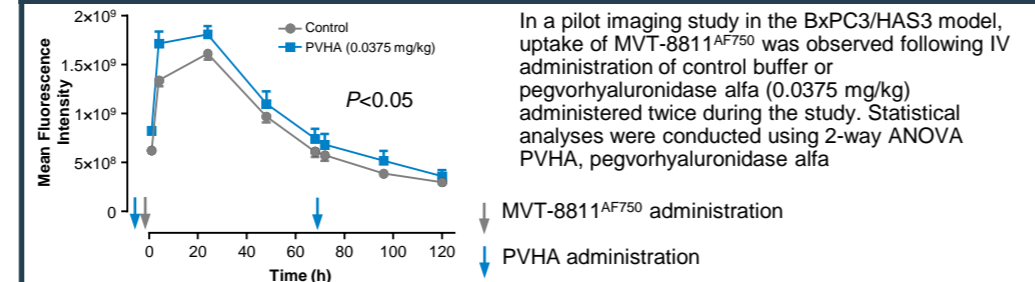 2×10⁹
1.5×10⁹
1×10⁹
5×10⁸
0
Mean Fluorescence
Intensity
Control
PVHA (0.0375 mg/kg)
P<0.05
0 20 40 60 80 100 120
Time (h)
In a pilot imaging study in the BxPC3/HAS3 model,
uptake of MVT-8811ᴬᶠ⁷⁵⁰ was observed following IV
administration of control buffer or
pegvorhyaluronidase alfa (0.0375 mg/kg)
administered twice during the study. Statistical
analyses were conducted using 2-way ANOVA
PVHA, pegvorhyaluronidase alfa
MVT-8811ᴬᶠ⁷⁵⁰ administration
PVHA administration